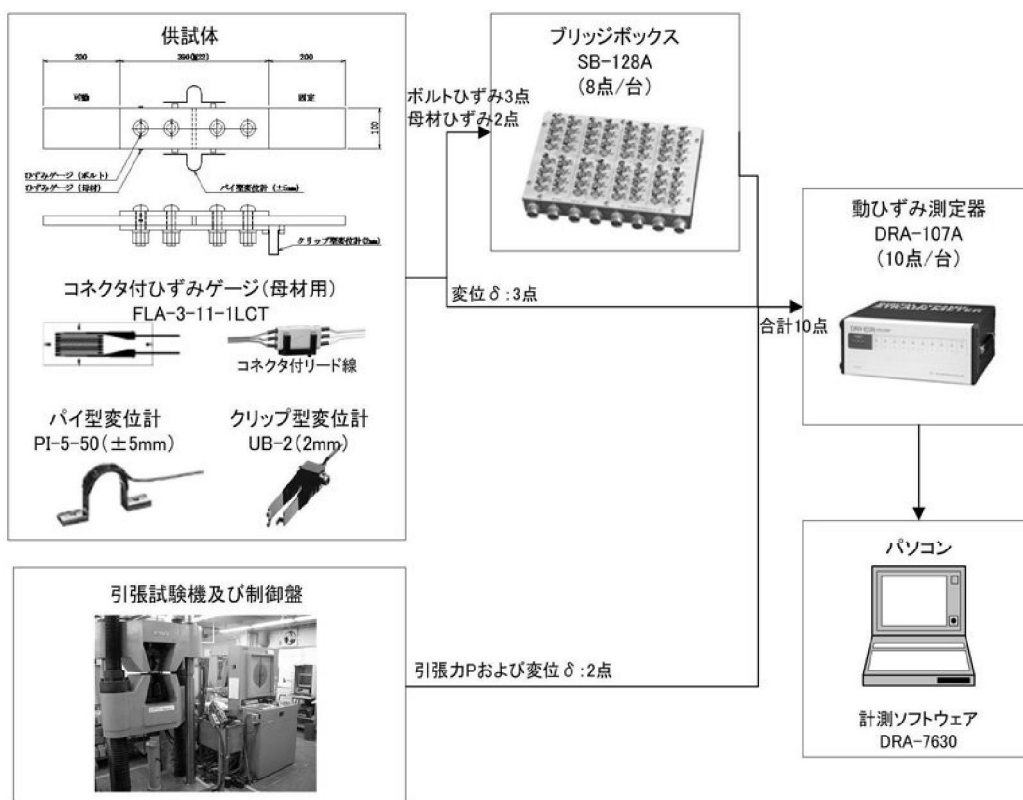 供試体
200
200
可動
固定
100
ひずみゲージ (ボルト)
ひずみゲージ (母材)
パイ型変位計 (±5mm)
クリップ型変位計(2mm)
コネクタ付ひずみゲージ(母材用)
FLA-3-11-1LCT
コネクタ付リード線
パイ型変位計
PI-5-50(±5mm)
クリップ型変位計
UB-2(2mm)
引張試験機及び制御盤
ボルトひずみ3点
母材ひずみ2点
変位δ:3点
引張力Pおよび変位δ:2点
ブリッジボックス
SB-128A
(8点/台)
合計10点
動ひずみ測定器
DRA-107A
(10点/台)
パソコン
計測ソフトウェア
DRA-7630